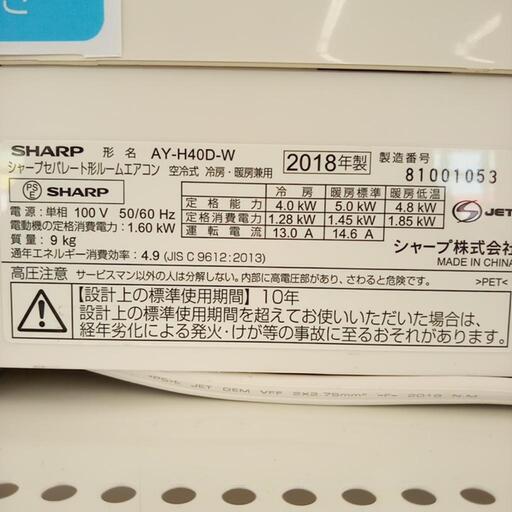 SHARP 形名 AY-H40D-W 2018年製 製造番号 81001053
シャープセパレート形ルームエアコン 空冷式 冷房・暖房兼用
PSE SHARP
電源：単相 100 V 50/60 Hz
電動機の定格消費電力：1.60 kW
質量：9 kg
冷房 暖房標準 暖房低温
定格能力 4.0 kW 5.0 kW 4.8 kW
定格消費電力 1.28 kW 1.45 kW 1.85 kW
運転電流 13.0 A 14.6 A
JET
シャープ株式会社
MADE IN CHINA
通年エネルギー消費効率：4.9 (JIS C 9612:2013)
高圧注意 サービスマン以外の人は分解しない。内部に高電圧部があり、さわると危険です。 >PET<
【設計上の標準使用期間】10年
設計上の標準使用期間を超えてお使いいただいた場合は、
経年劣化による発火・けが等の事故に至るおそれがあります。
JET OEM VFF 2×2.75mm² 2018 N.M